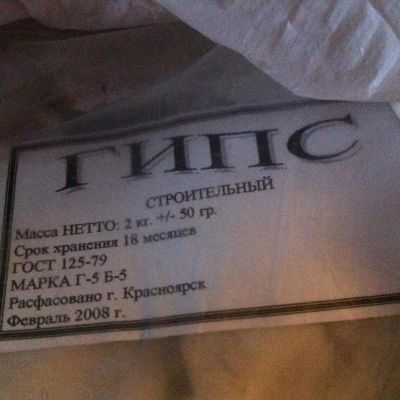 ГИПС
СТРОИТЕЛЬНЫЙ
Масса НЕТТО: 2 кг. +/- 50 гр.
Срок хранения 18 месяцев
ГОСТ 125-79
МАРКА Г-5 Б-5
Расфасовано г. Красноярск
Февраль 2008 г.